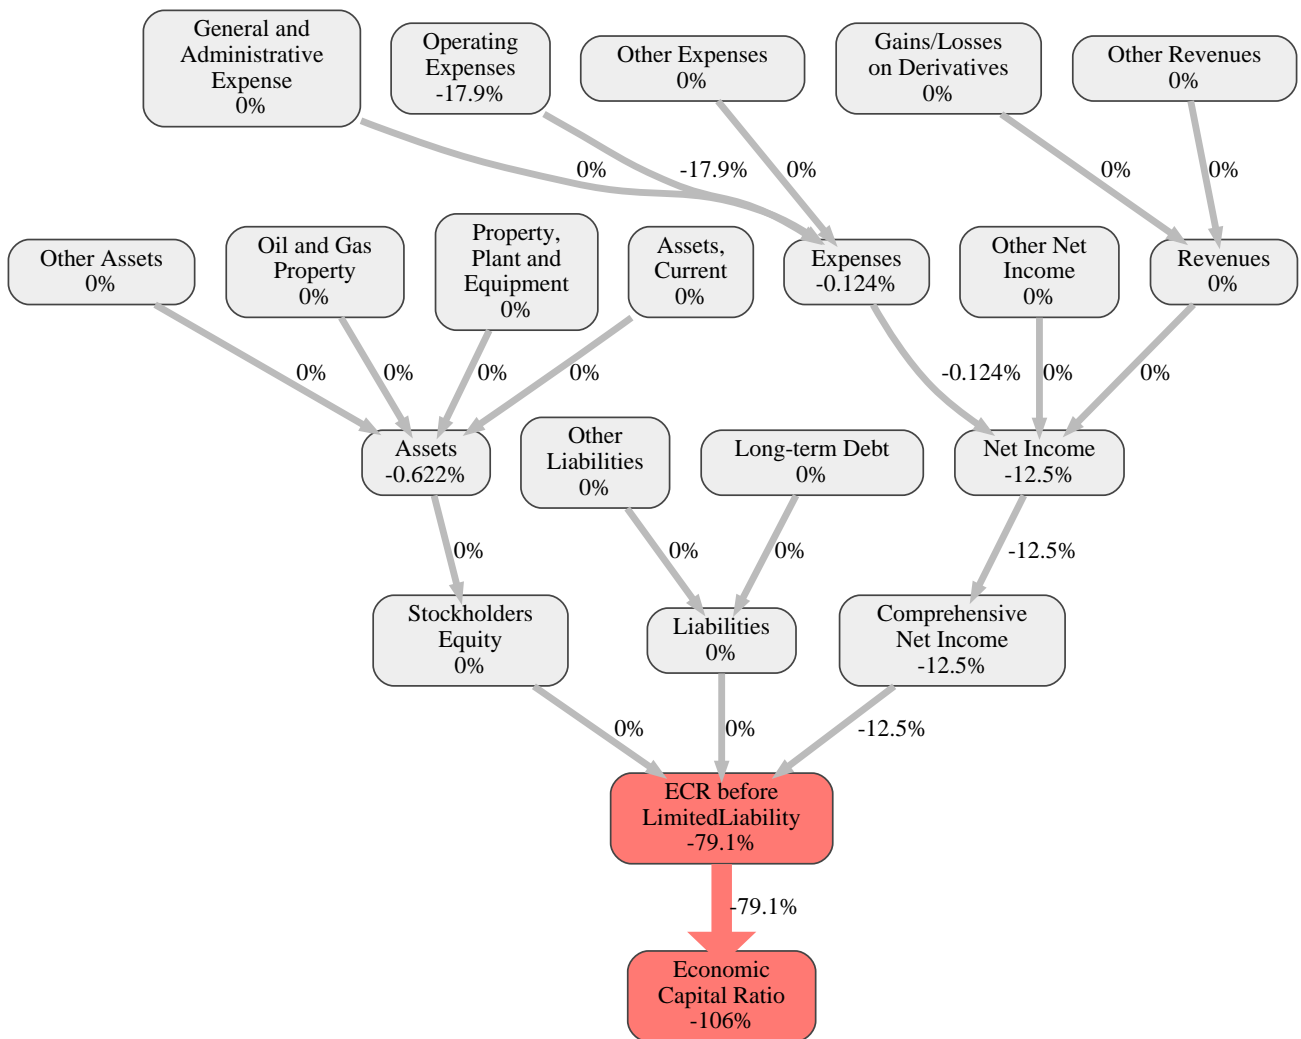 General and
Administrative
Expense
0%
Operating
Expenses
-17.9%
Other Expenses
0%
Gains/Losses
on Derivatives
0%
Other Revenues
0%
0%
-17.9%
0%
0%
0%
Other Assets
0%
Oil and Gas
Property
0%
Property,
Plant and
Equipment
0%
Assets,
Current
0%
Expenses
-0.124%
Other Net
Income
0%
Revenues
0%
0%
0%
0%
0%
-0.124%
0%
0%
Assets
-0.622%
Other
Liabilities
0%
Long-term Debt
0%
Net Income
-12.5%
0%
0%
0%
-12.5%
Stockholders
Equity
0%
Liabilities
0%
Comprehensive
Net Income
-12.5%
0%
0%
-12.5%
ECR before
LimitedLiability
-79.1%
-79.1%
Economic
Capital Ratio
-106%